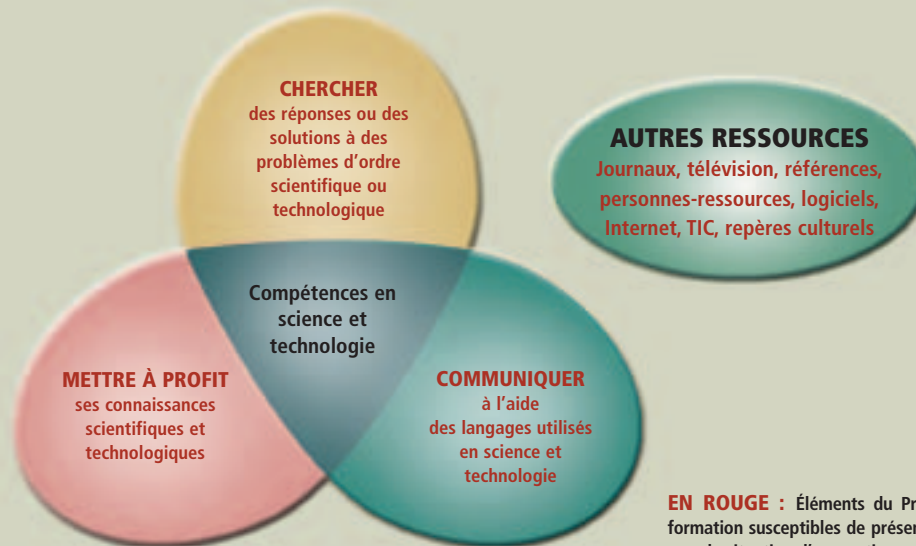 CHERCHER
des réponses ou des
solutions à des
problèmes d'ordre
scientifique ou
technologique
AUTRES RESSOURCES
Journaux, télévision, références,
personnes-ressources, logiciels,
Internet, TIC, repères culturels
Compétences en
science et
technologie
METTRE À PROFIT
ses connaissances
scientifiques et
technologiques
COMMUNIQUER
à l'aide
des langages utilisés
en science et
technologie
EN ROUGE : Éléments du Pr
formation susceptibles de présen